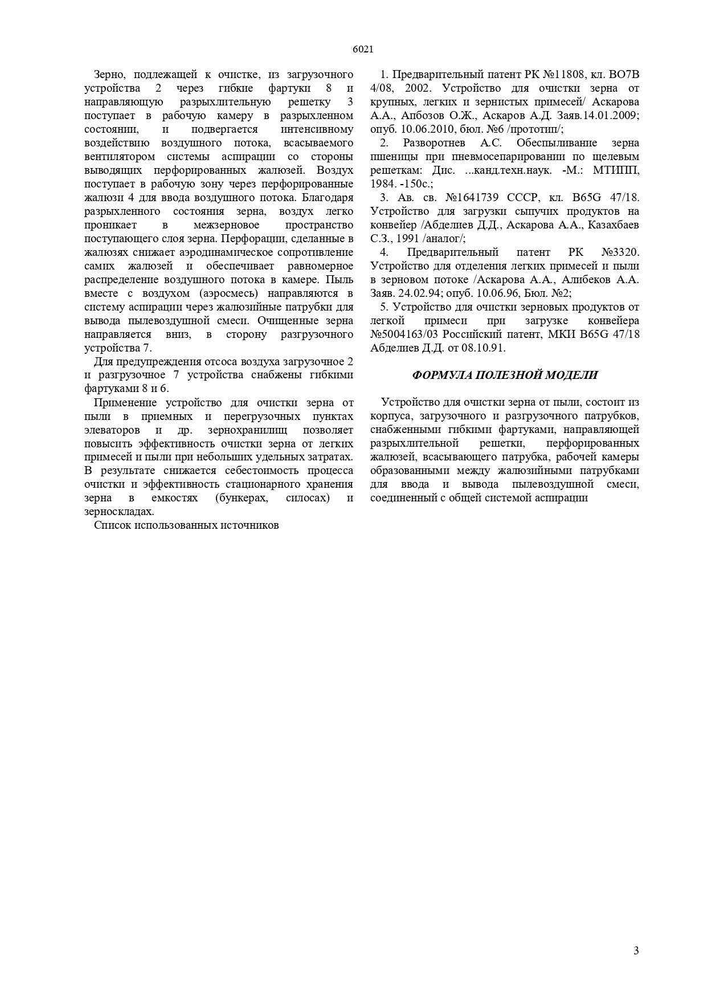 6021
Зерно, подлежащей к очистке, из загрузочного
устройства 2 через гибкие фартуки 8 и
направляющую разрыхлительную решетку 3
поступает в рабочую камеру в разрыхленном
состоянии, и подвергается интенсивному
воздействию воздушного потока, всасываемого
вентилятором системы аспирации со стороны
выводящих перфорированных жалюзей. Воздух
поступает в рабочую зону через перфорированные
жалюзи 4 для ввода воздушного потока. Благодаря
разрыхленного состояния зерна, воздух легко
проникает в межзерновое пространство
поступающего слоя зерна. Перфорации, сделанные в
жалюзях снижает аэродинамическое сопротивление
самих жалюзей и обеспечивает равномерное
распределение воздушного потока в камере. Пыль
вместе с воздухом (аэросмесь) направляются в
систему аспирации через жалюзийные патрубки для
вывода пылевоздушной смеси. Очищенные зерна
направляется вниз, в сторону разгрузочного
устройства 7.
Для предупреждения отсоса воздуха загрузочное 2
и разгрузочное 7 устройства снабжены гибкими
фартуками 8 и 6.
Применение устройство для очистки зерна от
пыли в приемных и перегрузочных пунктах
элеваторов и др. зернохранилищ позволяет
повысить эффективность очистки зерна от легких
примесей и пыли при небольших удельных затратах.
В результате снижается себестоимость процесса
очистки и эффективность стационарного хранения
зерна в емкостях (бункерах, силосах) и
зерноскладах.
Список использованных источников
1. Предварительный патент РК №11808, кл. ВО7В
4/08, 2002. Устройство для очистки зерна от
крупных, легких и зернистых примесей/ Аскарова
А.А., Апбозов О.Ж., Аскаров А.Д. Заяв.14.01.2009;
опуб. 10.06.2010, бюл. №6 /прототип/;
2. Разворотнев А.С. Обеспыливание зерна
пшеницы при пневмосепарировании по щелевым
решеткам: Дис. ...канд.техн.наук. -М.: МТИПП,
1984. -150с.;
3. Ав. св. №1641739 СССР, кл. B65G 47/18.
Устройство для загрузки сыпучих продуктов на
конвейер /Абделиев Д.Д., Аскарова А.А., Казахбаев
С.З., 1991 /аналог/;
4. Предварительный патент РК №3320.
Устройство для отделения легких примесей и пыли
в зерновом потоке /Аскарова А.А., Алибеков А.А.
Заяв. 24.02.94; опуб. 10.06.96, Бюл. №2;
5. Устройство для очистки зерновых продуктов от
легкой примеси при загрузке конвейера
№5004163/03 Российский патент, МКИ B65G 47/18
Абделиев Д.Д. от 08.10.91.
ФОРМУЛА ПОЛЕЗНОЙ МОДЕЛИ
Устройство для очистки зерна от пыли, состоит из
корпуса, загрузочного и разгрузочного патрубков,
снабженными гибкими фартуками, направляющей
разрыхлительной решетки, перфорированных
жалюзей, всасывающего патрубка, рабочей камеры
образованными между жалюзийными патрубками
для ввода и вывода пылевоздушной смеси,
соединенный с общей системой аспирации
3